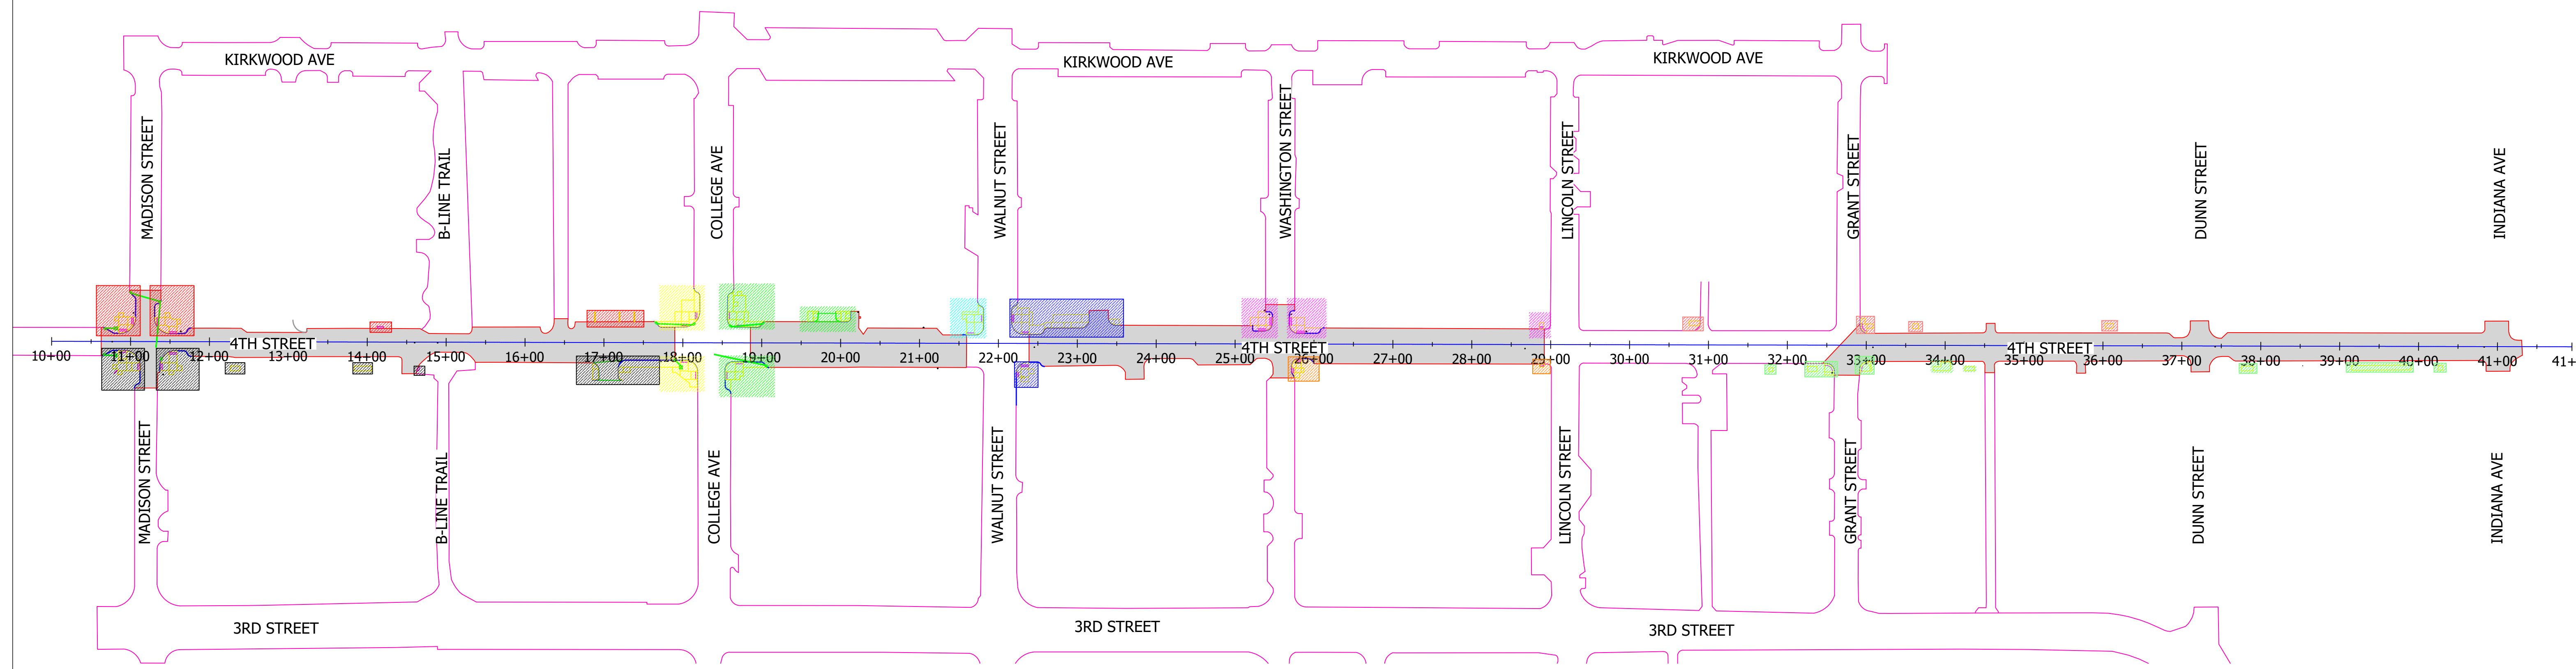 KIRKWOOD AVE
KIRKWOOD AVE
KIRKWOOD AVE
MADISON STREET
B-LINE TRAIL
COLLEGE AVE
WALNUT STREET
WASHINGTON STREET
LINCOLN STREET
GRANT STREET
DUNN STREET
INDIANA AVE
4TH STREET
4TH STREET
4TH STREET
10+00
11+00
12+00
13+00
14+00
15+00
16+00
17+00
18+00
19+00
20+00
21+00
22+00
23+00
24+00
25+00
26+00
27+00
28+00
29+00
30+00
31+00
32+00
33+00
34+00
35+00
36+00
37+00
38+00
39+00
40+00
41+00
41+
MADISON STREET
B-LINE TRAIL
COLLEGE AVE
WALNUT STREET
LINCOLN STREET
GRANT STREET
DUNN STREET
INDIANA AVE
3RD STREET
3RD STREET
3RD STREET